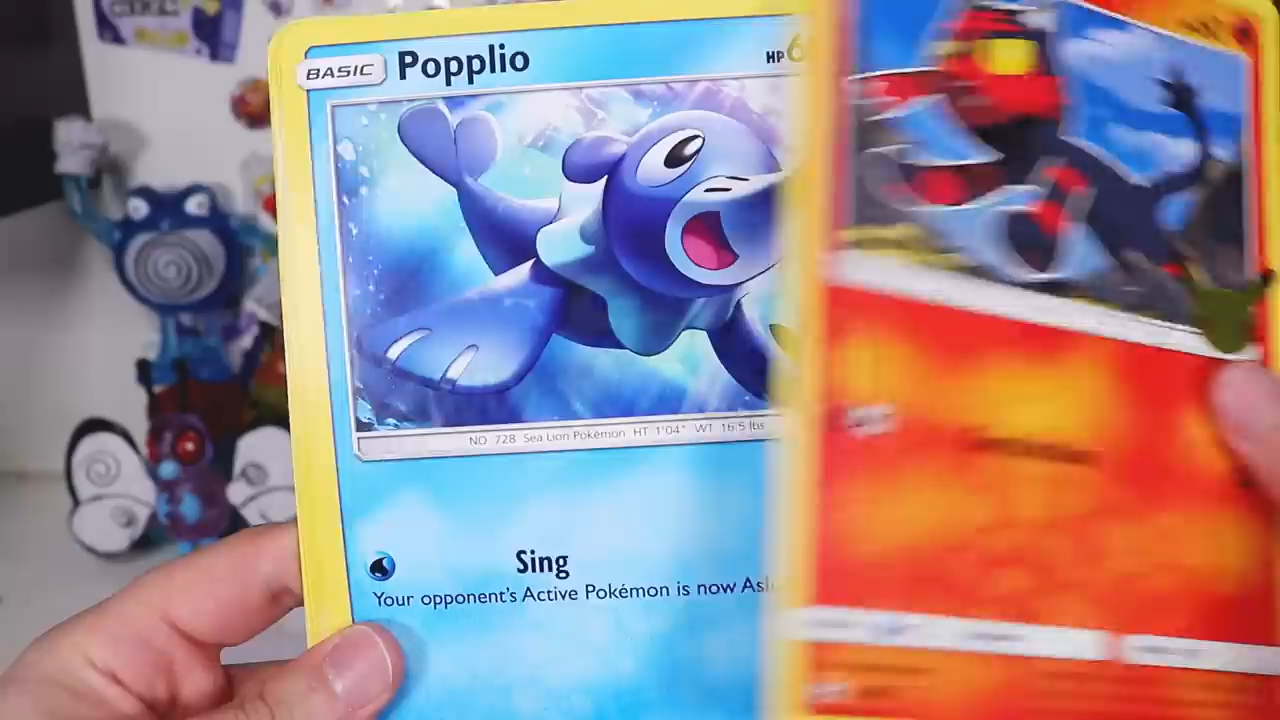 BASIC Popplio HP 6
NO 728 Sea Lion Pokémon HT 1'04" WT 16.5 lbs
Sing
Your opponent's Active Pokémon is now Asl